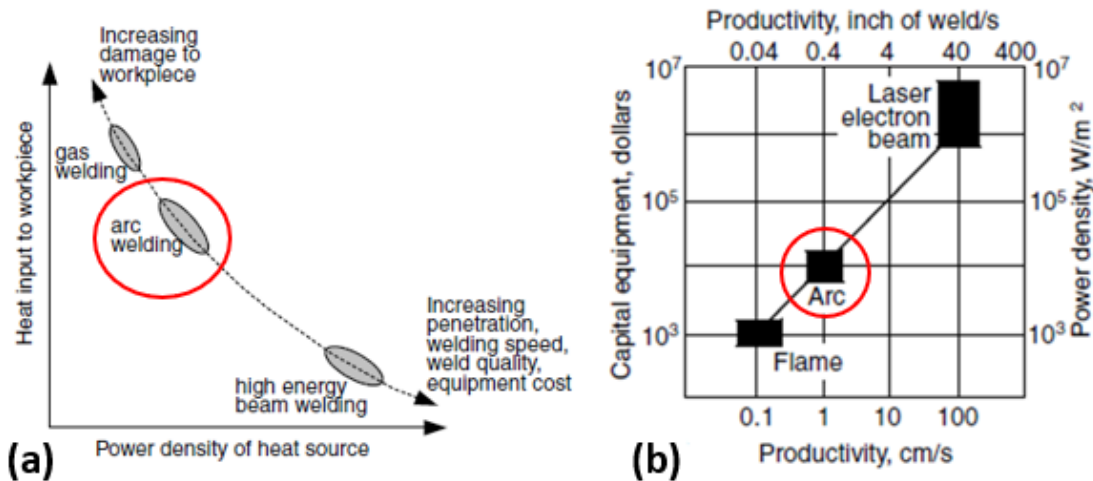 Increasing
damage to
workpiece
gas
welding
arc
welding
Increasing
penetration,
welding speed,
weld quality,
equipment cost
high energy
beam welding
Heat input to workpiece
Power density of heat source
(a)
Productivity, inch of weld/s
0.04 0.4 4 40 400
10⁷
10⁵
10³
Capital equipment, dollars
Laser
electron
beam
Arc
Flame
10⁷
10⁵
10³
Power density, W/m²
0.1 1 10 100
Productivity, cm/s
(b)